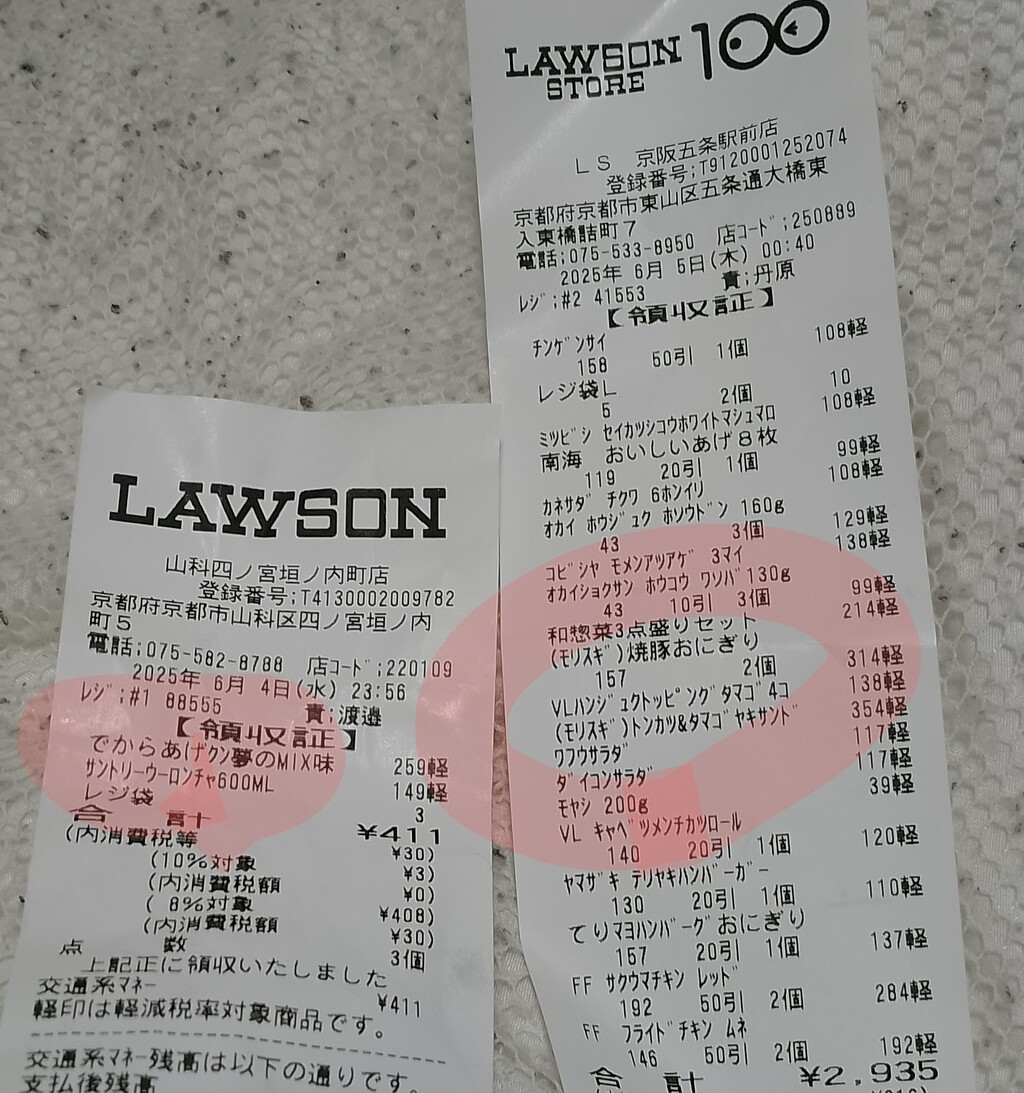 LAWSON
山科四ノ宮垣ノ内町店
登録番号;T4130002009782
京都府京都市山科区四ノ宮垣ノ内
町5
電話;075-582-8788 店コード;220109
2025年 6月 4日(水) 23:56
レジ;#1 88555 責;渡邉
【領収証】
でからあげクン夢のMIX味 259軽
サントリーウーロンチャ600ML 149軽
レジ袋 3
合 計 ¥411
(内消費税等 ¥30)
(10%対象 ¥3)
(内消費税額 ¥0)
( 8%対象 ¥408)
(内消費税額 ¥30)
点 数 3個
上記正に領収いたしました
交通系マネー ¥411
軽印は軽減税率対象商品です。
交通系マネー残高は以下の通りです。
支払後残高
LAWSON STORE 100
LS 京阪五条駅前店
登録番号;T9120001252074
京都府京都市東山区五条通大橋東
入東橋詰町7
電話;075-533-8950 店コード;250889
2025年 6月 5日(木) 00:40
レジ;#2 41553 責;丹原
【領収証】
チンゲンサイ
158 50引 1個 108軽
レジ袋L
5 2個 10
ミツビシ セイカツシコウホワイトマシュマロ 108軽
南海 おいしいあげ8枚
119 20引 1個 99軽
カネサダ チクワ 6ホンイリ 108軽
オカイ ホウジュク ホソウドン 160g
43 3個 129軽
コビシヤ モメンアツアゲ 3マイ 138軽
オカイショクサン ホウコウ ワソバ 130g
43 10引 3個 99軽
和惣菜3点盛りセット 214軽
(モリスギ)焼豚おにぎり
157 2個 314軽
VLハンジュクトッピングタマゴ4コ 138軽
(モリスギ)トンカツ&タマゴヤキサンド 354軽
ワフウサラダ 117軽
ダイコンサラダ 117軽
モヤシ 200g 39軽
VL キャベツメンチカツロール
140 20引 1個 120軽
ヤマザキ テリヤキハンバーガー
130 20引 1個 110軽
てりマヨハンバーグおにぎり
157 20引 1個 137軽
FF サクウマチキン レッド
192 50引 2個 284軽
FF フライドチキン ムネ
146 50引 2個 192軽
合 計 ¥2,935